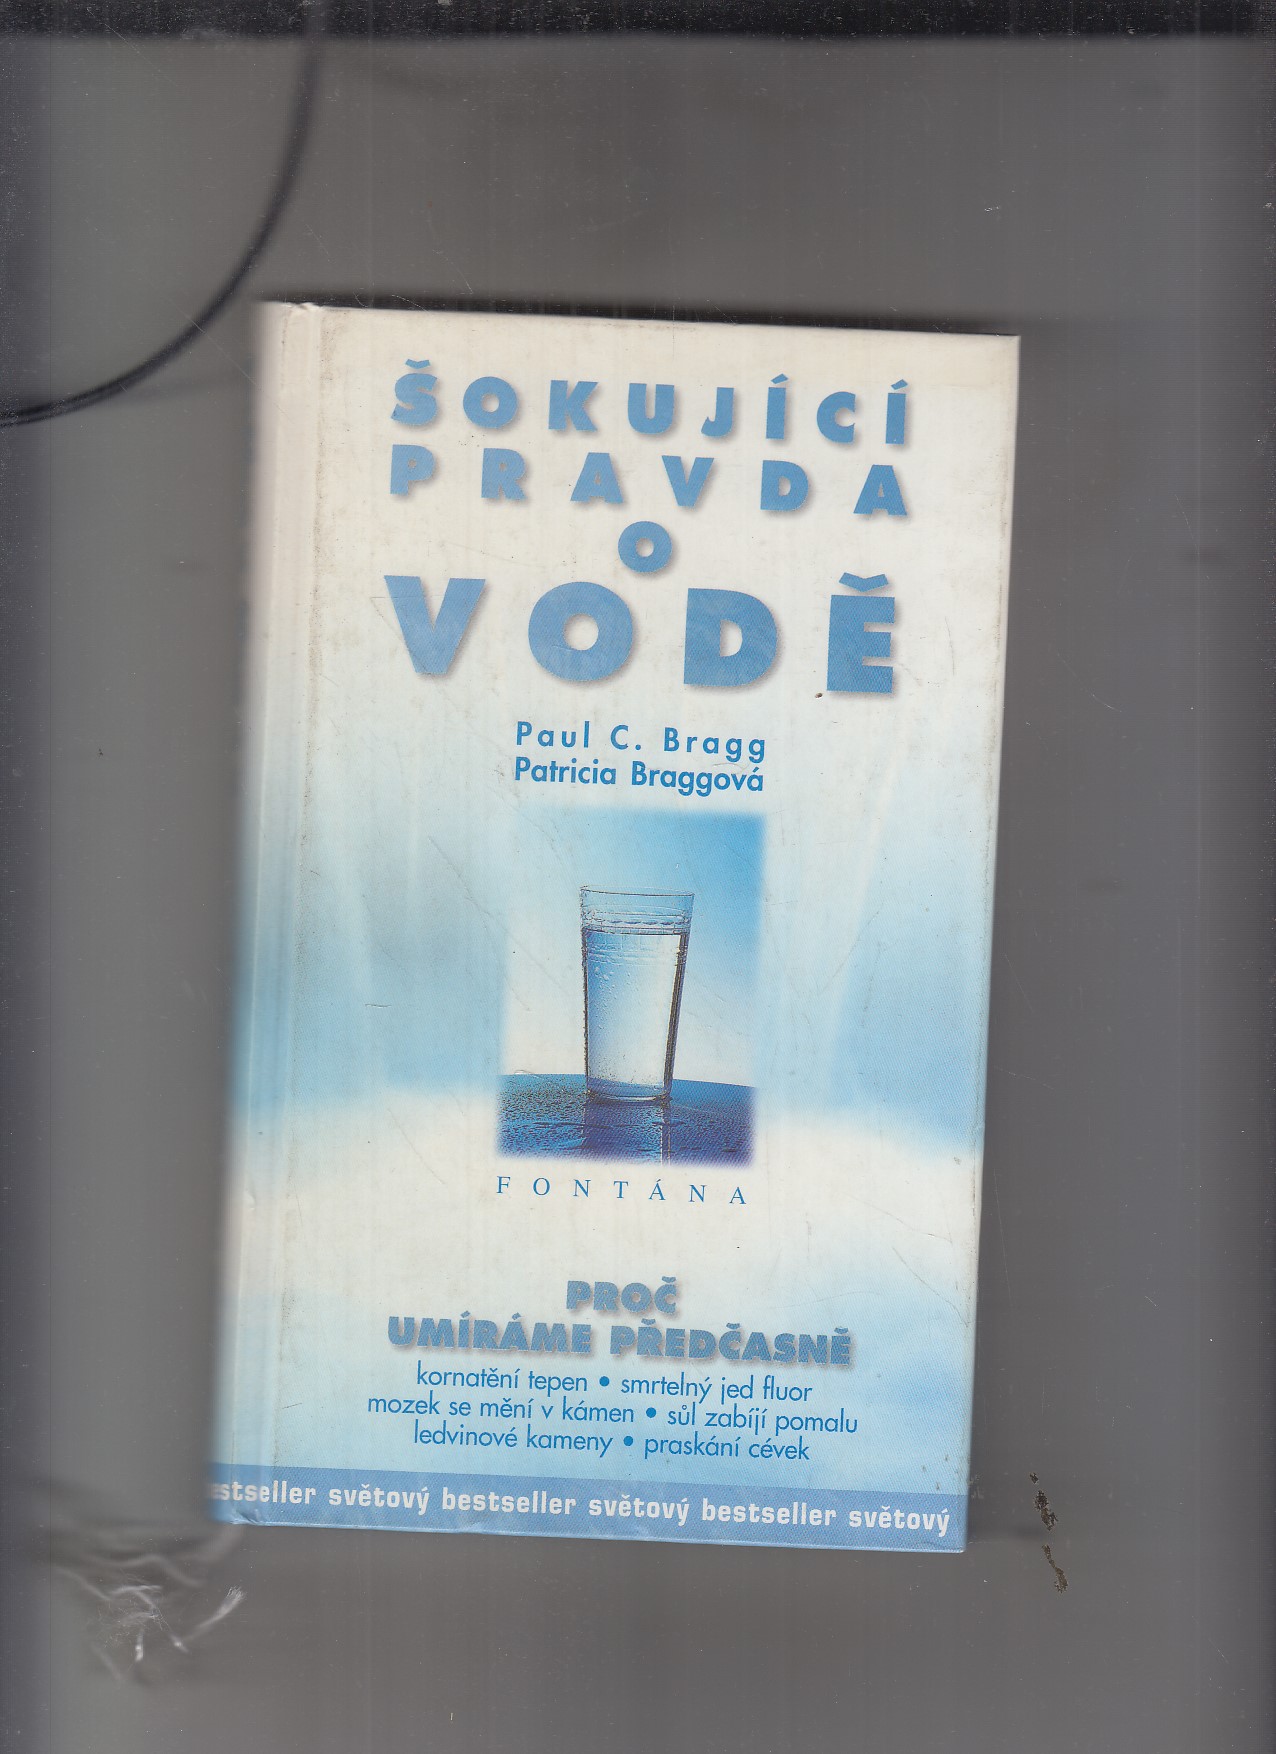 ŠOKUJÍCÍ
PRAVDA
O
VODĚ
Paul C. Bragg
Patricia Braggová
FONTÁNA
PROČ
UMÍRÁME PŘEDČASNĚ
kornatění tepen • smrtelný jed fluor
mozek se mění v kámen • sůl zabíjí pomalu
ledvinové kameny • praskání cévek
estseller světový bestseller světový bestseller světový